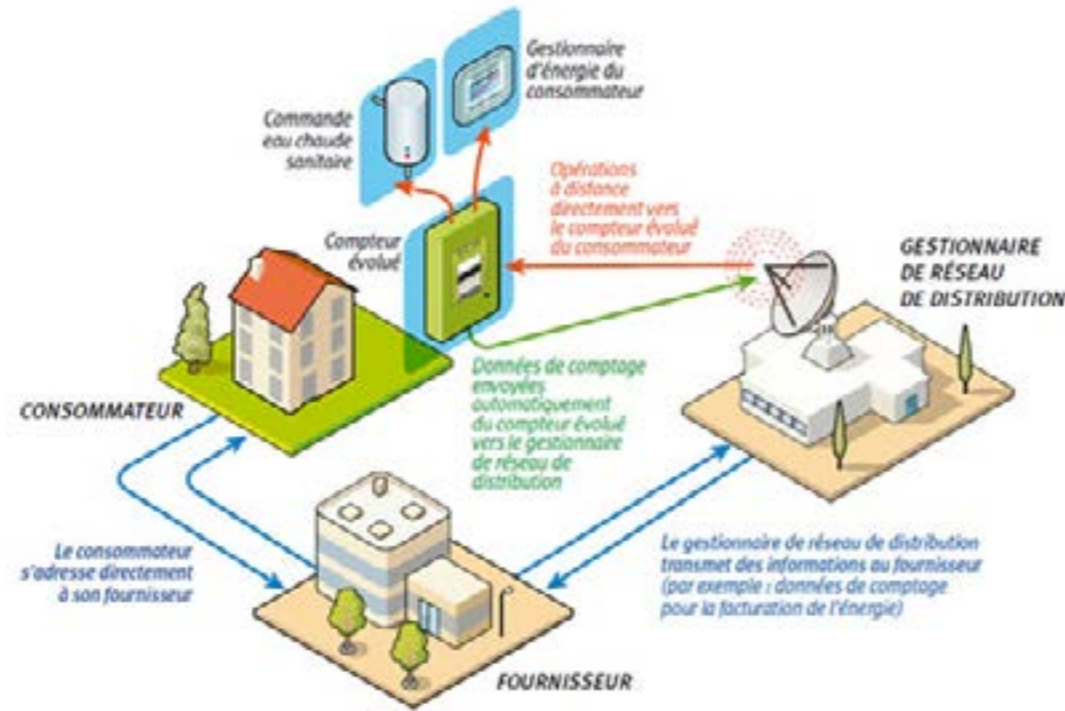 Gestionnaire
d'énergie du
consommateur
Commande
eau chaude
sanitaire
Opérations
à distance
directement vers
le compteur évolué
du consommateur
Compteur
évolué
GESTIONNAIRE
DE RÉSEAU
DE DISTRIBUTION
Données de comptage
envoyées
automatiquement
du compteur évolué
vers le gestionnaire
de réseau de
distribution
CONSOMMATEUR
Le consommateur
s'adresse directement
à son fournisseur
Le gestionnaire de réseau de distribution
transmet des informations au fournisseur
(par exemple : données de comptage
pour la facturation de l'énergie)
FOURNISSEUR